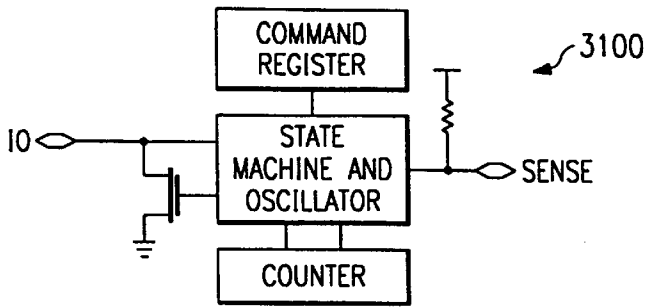 COMMAND
REGISTER
3100
IO
STATE
MACHINE AND
OSCILLATOR
SENSE
COUNTER